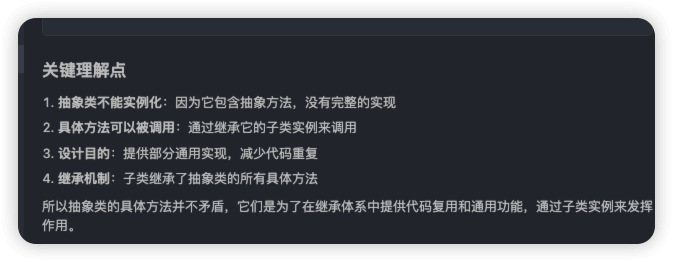 关键理解点
1. 抽象类不能实例化：因为它包含抽象方法，没有完整的实现
2. 具体方法可以被调用：通过继承它的子类实例来调用
3. 设计目的：提供部分通用实现，减少代码重复
4. 继承机制：子类继承了抽象类的所有具体方法
所以抽象类的具体方法并不矛盾，它们是为了在继承体系中提供代码复用和通用功能，通过子类实例来发挥
作用。